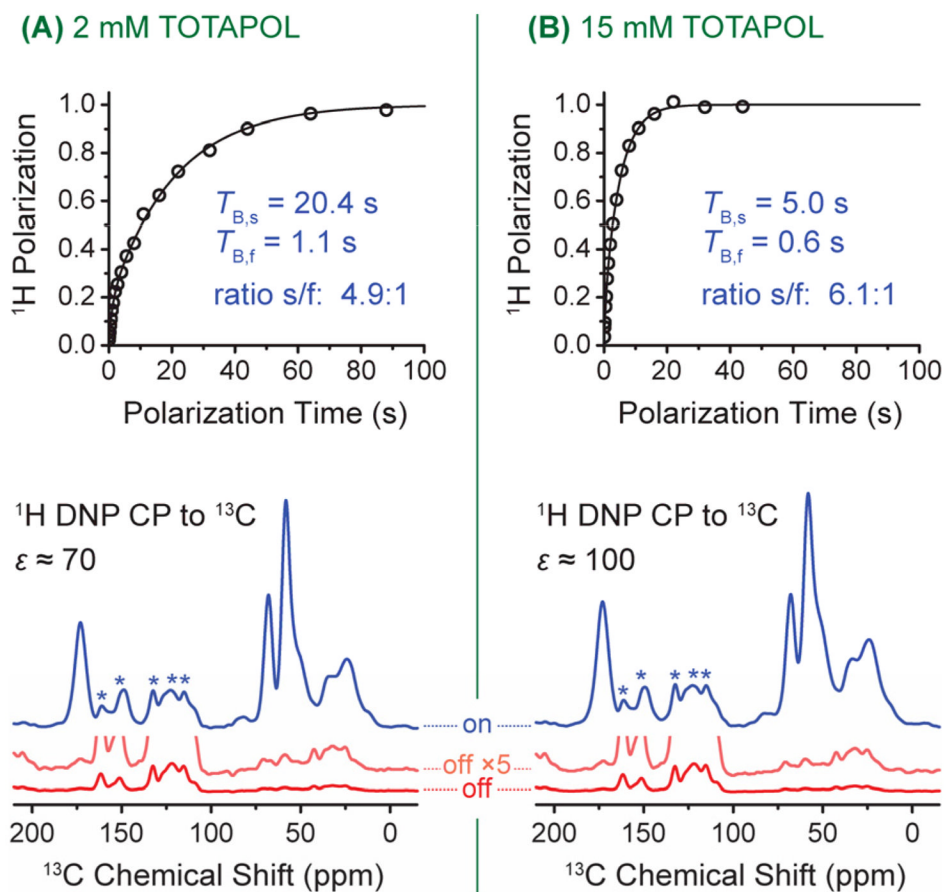 (A) 2 mM TOTAPOL
1.0
0.8
0.6
0.4
0.2
0.0
¹H Polarization
T_B,s = 20.4 s
T_B,f = 1.1 s
ratio s/f: 4.9:1
0 20 40 60 80 100
Polarization Time (s)
(B) 15 mM TOTAPOL
1.0
0.8
0.6
0.4
0.2
0.0
¹H Polarization
T_B,s = 5.0 s
T_B,f = 0.6 s
ratio s/f: 6.1:1
0 20 40 60 80 100
Polarization Time (s)
¹H DNP CP to ¹³C
ε ≈ 70
* * * * *
200 150 100 50 0
¹³C Chemical Shift (ppm)
on
off ×5
off
¹H DNP CP to ¹³C
ε ≈ 100
* * * * *
200 150 100 50 0
¹³C Chemical Shift (ppm)